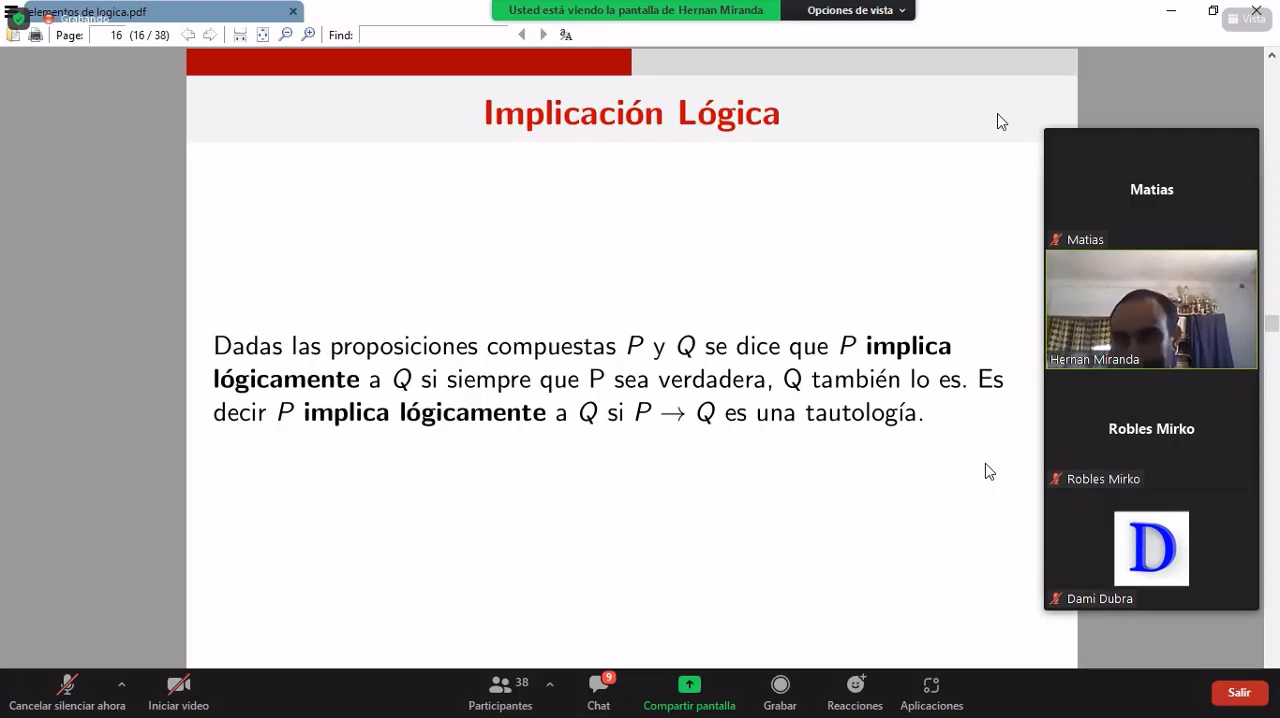 elementos de logica.pdf
Grabando
Usted está viendo la pantalla de Hernan Miranda
Opciones de vista
Vista
Page: 16 (16 / 38) Find:
Implicación Lógica
Dadas las proposiciones compuestas P y Q se dice que P implica
lógicamente a Q si siempre que P sea verdadera, Q también lo es. Es
decir P implica lógicamente a Q si P → Q es una tautología.
Matias
Matias
Hernan Miranda
Robles Mirko
Robles Mirko
D
Dami Dubra
Cancelar silenciar ahora
Iniciar video
38
Participantes
9
Chat
Compartir pantalla
Grabar
Reacciones
Aplicaciones
Salir